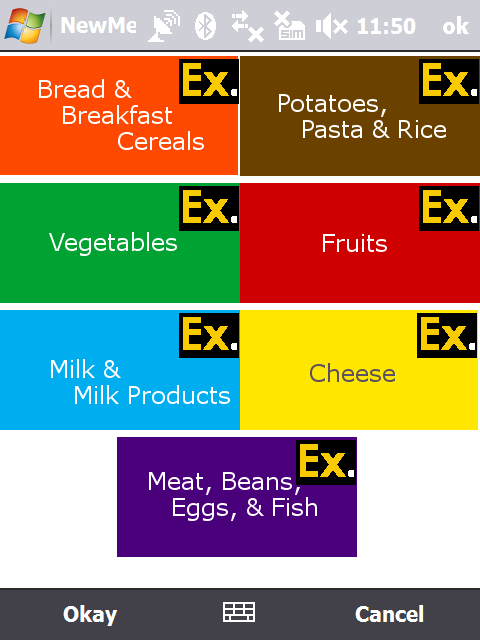 NewMe
sim
11:50
ok
Bread &
Breakfast
Cereals
Ex.
Potatoes,
Pasta & Rice
Ex.
Vegetables
Ex.
Fruits
Ex.
Milk &
Milk Products
Ex.
Cheese
Ex.
Meat, Beans,
Eggs, & Fish
Ex.
Okay
Cancel